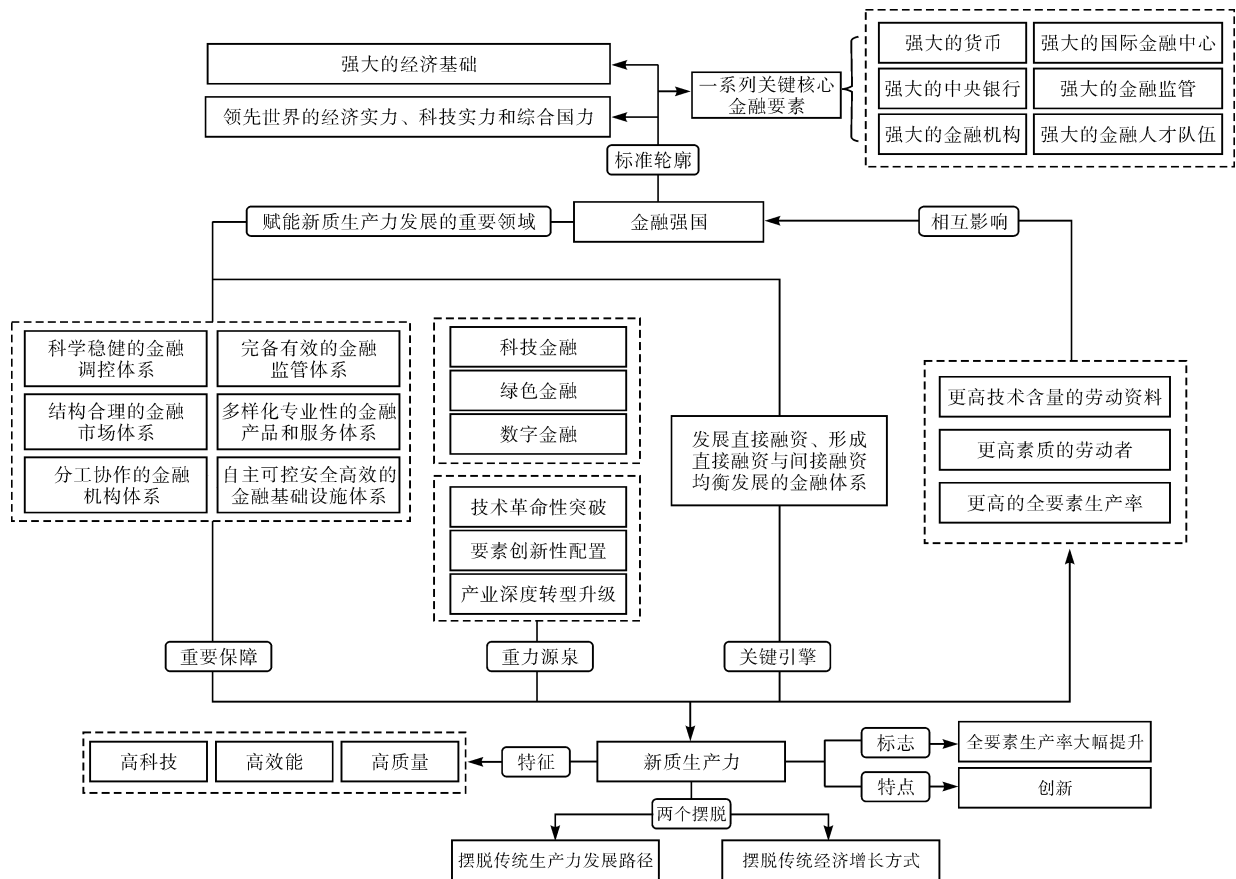 强大的经济基础
领先世界的经济实力、科技实力和综合国力
一系列关键核心
金融要素
强大的货币
强大的国际金融中心
强大的中央银行
强大的金融监管
强大的金融机构
强大的金融人才队伍
标准轮廓
赋能新质生产力发展的重要领域
金融强国
相互影响
科学稳健的金融
调控体系
完备有效的金融
监管体系
结构合理的金融
市场体系
多样化专业性的金融
产品和服务体系
分工协作的金融
机构体系
自主可控安全高效的
金融基础设施体系
科技金融
绿色金融
数字金融
技术革命性突破
要素创新性配置
产业深度转型升级
发展直接融资、形成
直接融资与间接融资
均衡发展的金融体系
更高技术含量的劳动资料
更高素质的劳动者
更高的全要素生产率
重要保障
重力源泉
关键引擎
高科技
高效能
高质量
特征
新质生产力
标志
全要素生产率大幅提升
特点
创新
两个摆脱
摆脱传统生产力发展路径
摆脱传统经济增长方式